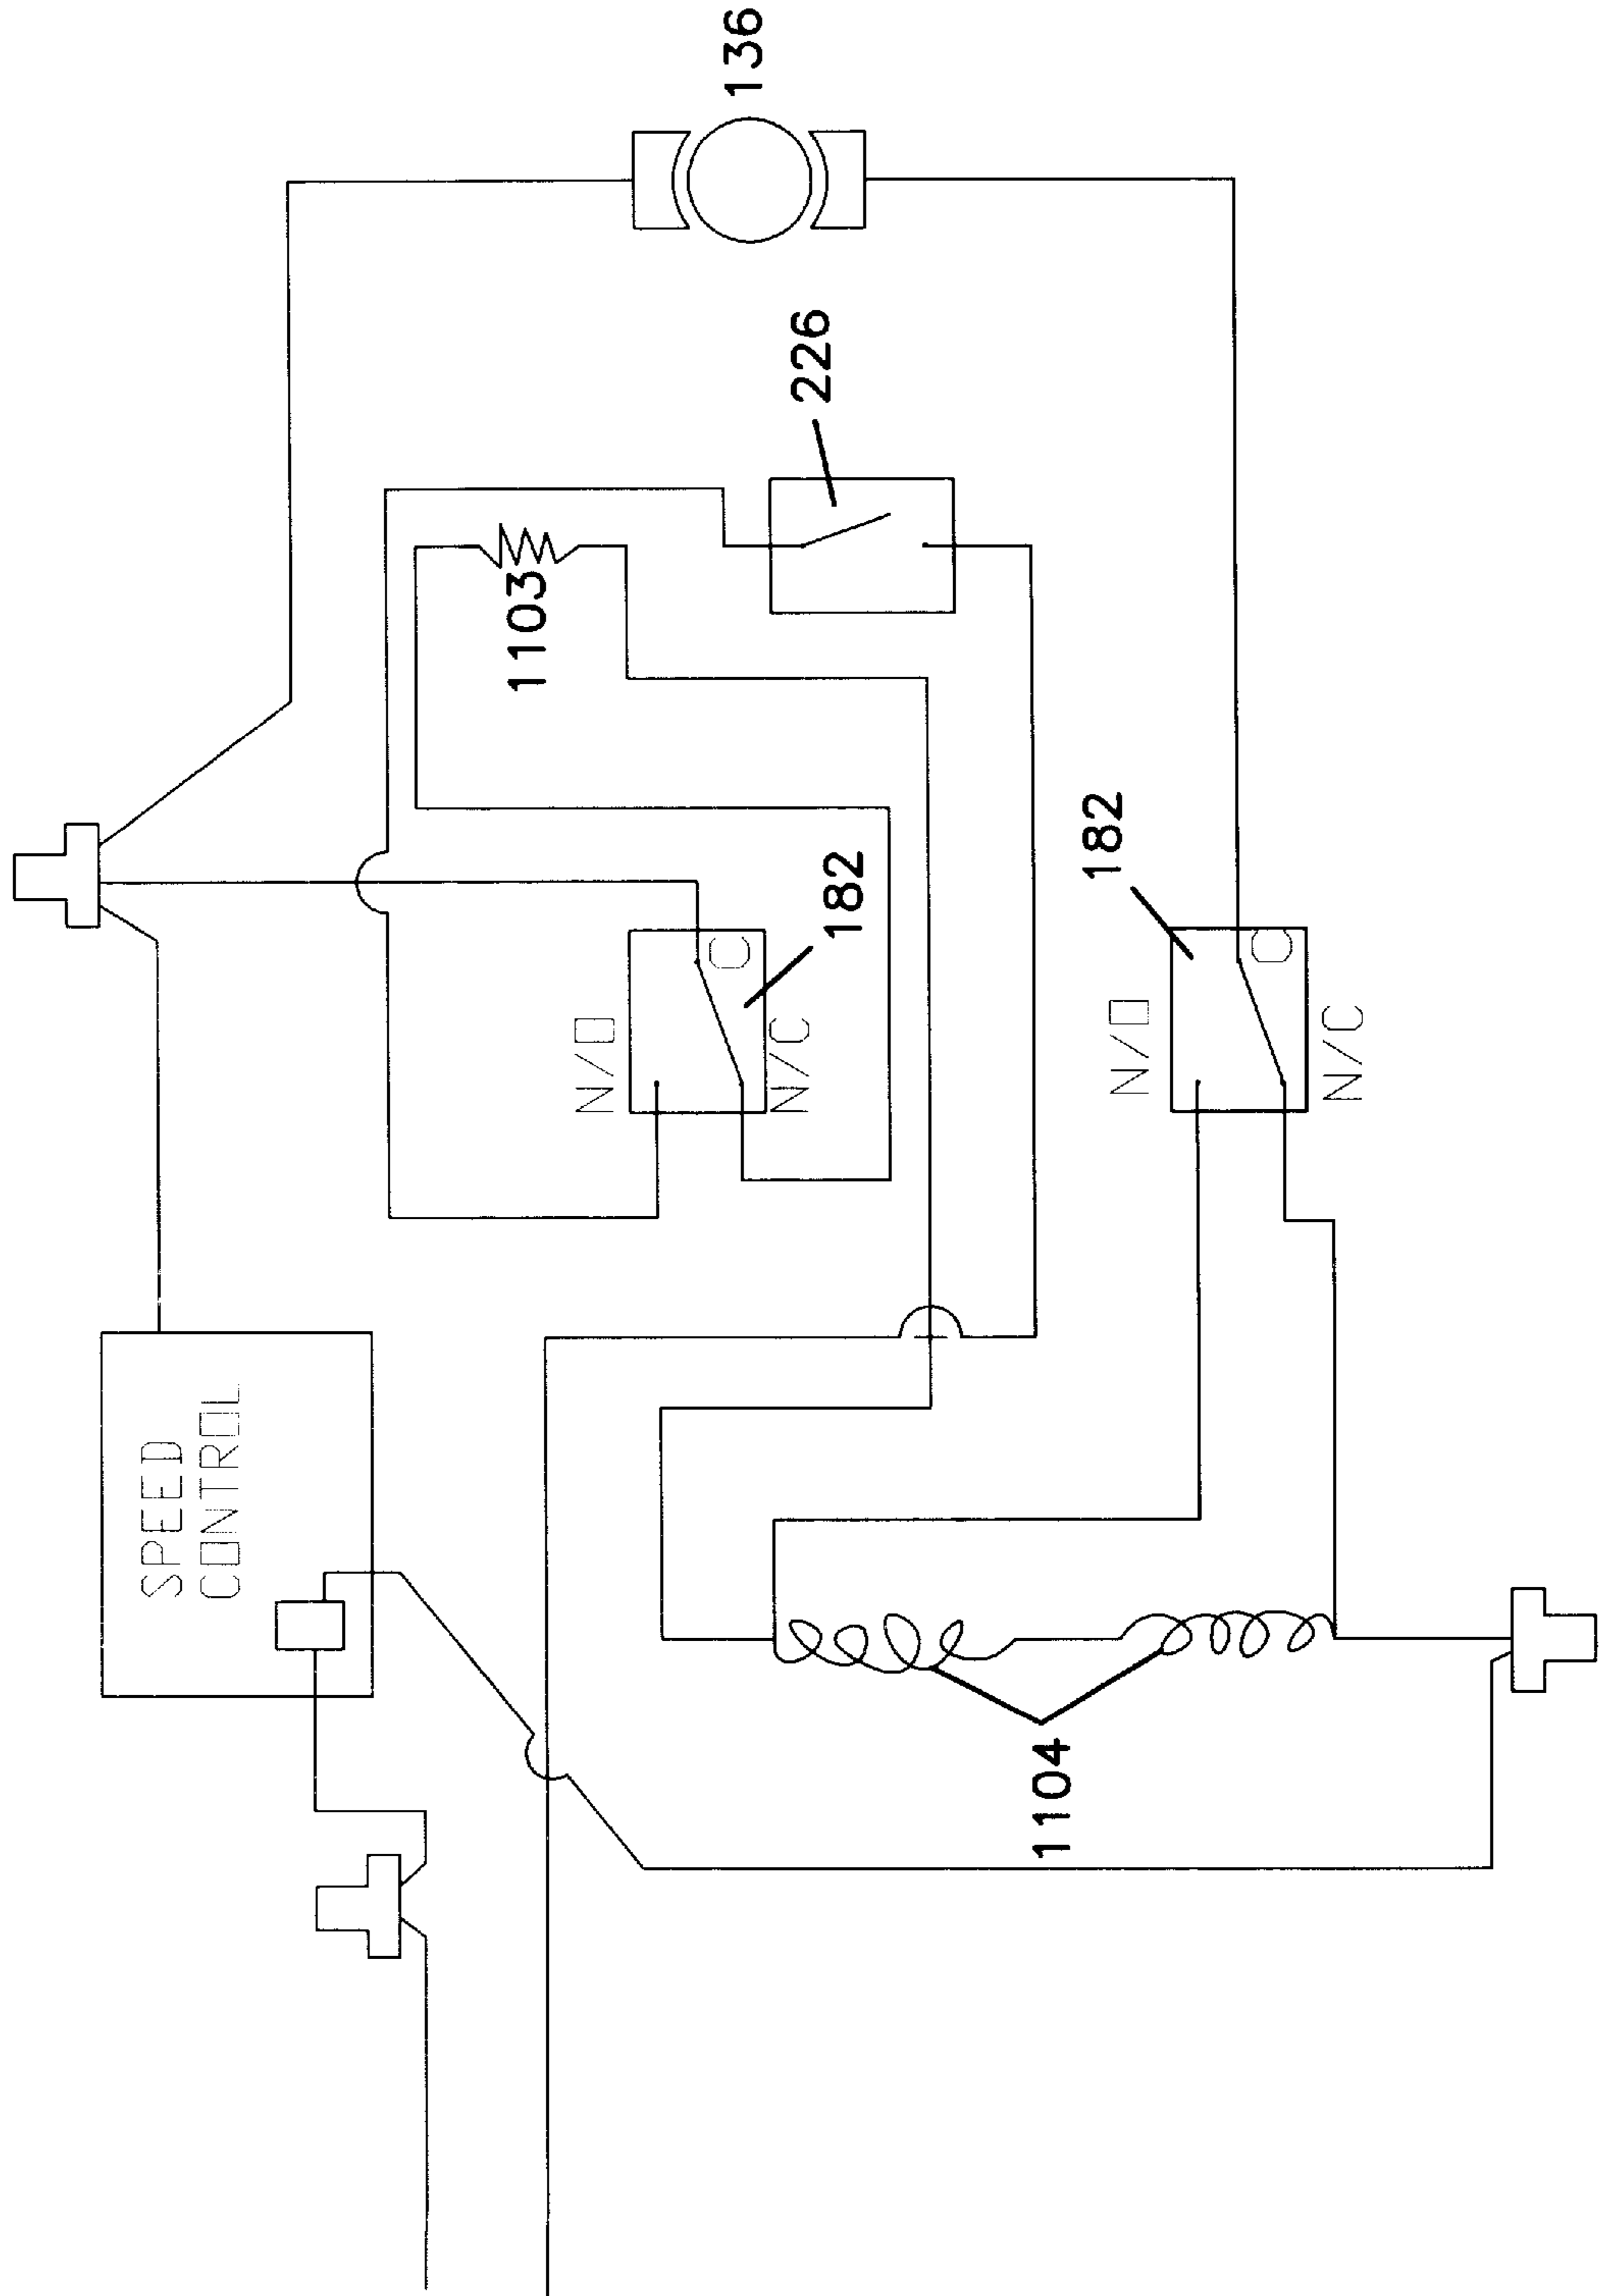 SPEED
CONTROL
1103
N/O
C
136
N/C
226
182
1104
182
N/O
C
N/C